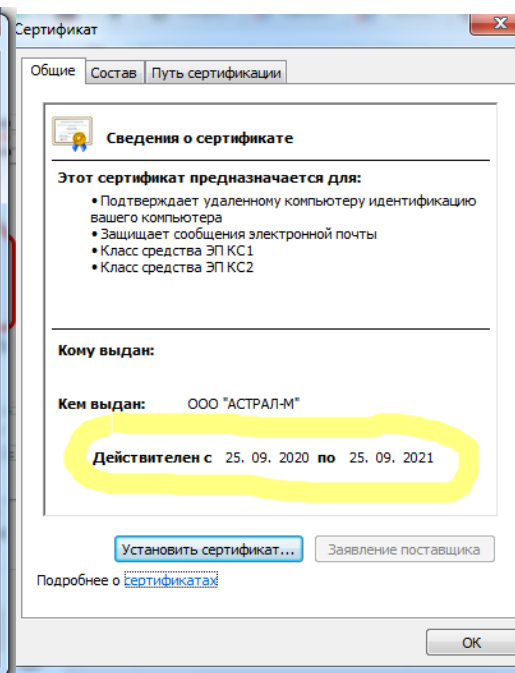 Сертификат
Общие Состав Путь сертификации
Сведения о сертификате
Этот сертификат предназначается для:
• Подтверждает удаленному компьютеру идентификацию
вашего компьютера
• Защищает сообщения электронной почты
• Класс средства ЭП КС1
• Класс средства ЭП КС2
Кому выдан:
Кем выдан: ООО "АСТРАЛ-М"
Действителен с 25. 09. 2020 по 25. 09. 2021
Установить сертификат... Заявление поставщика
Подробнее о сертификатах
ОК